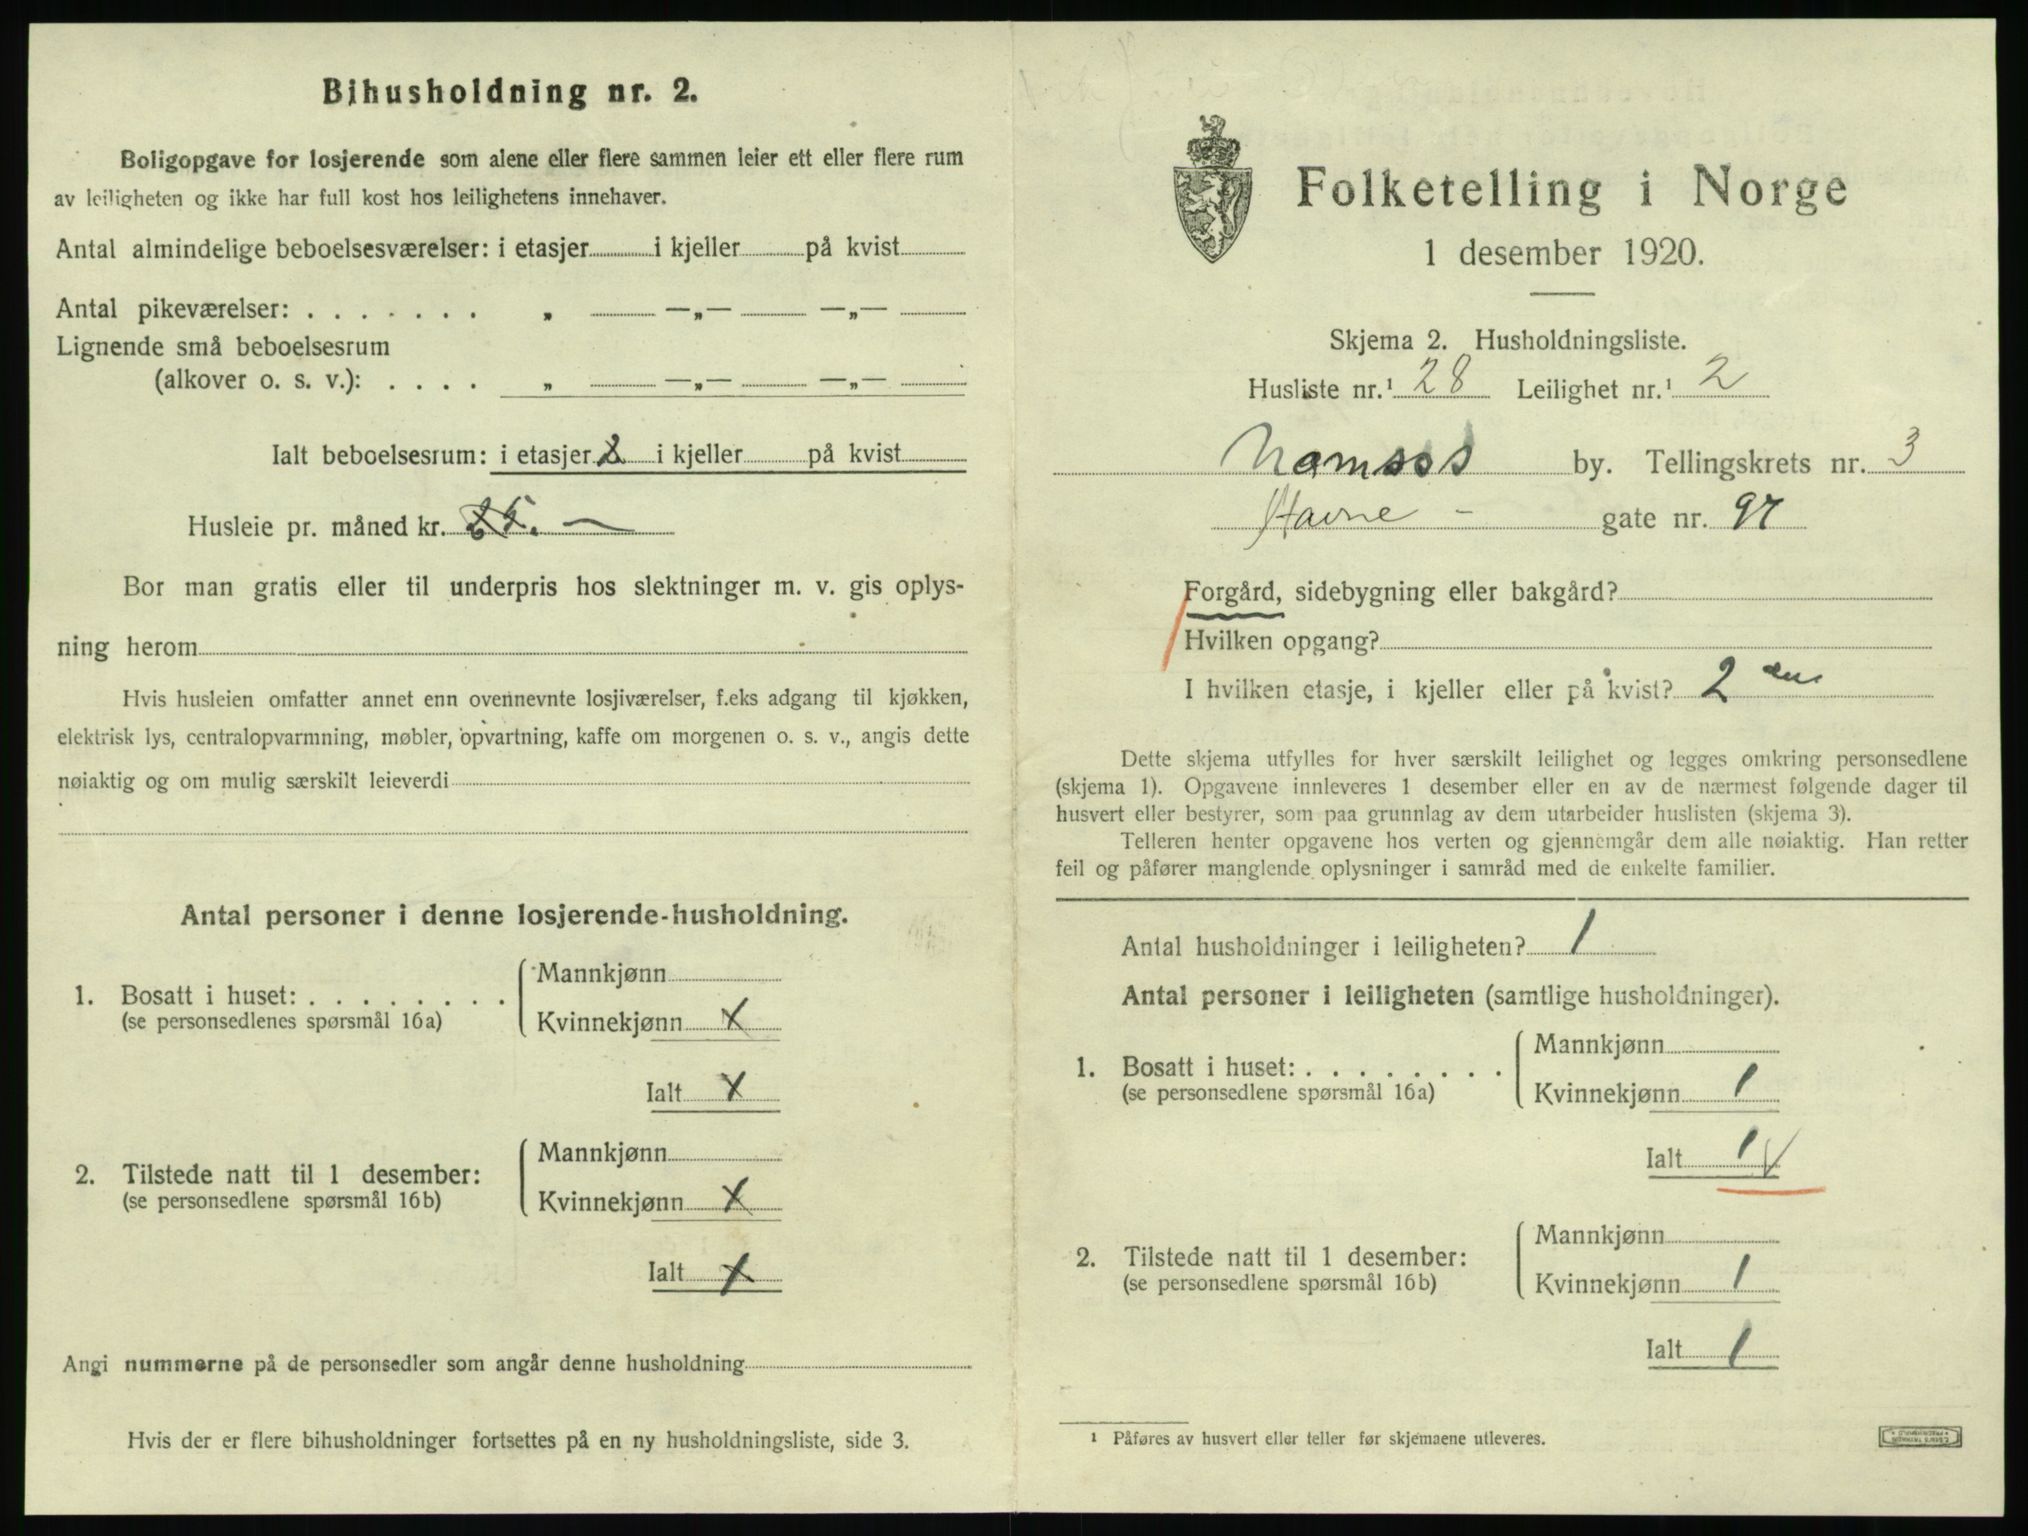 Bihusholdning nr. 2.
Boligopgave for losjerende som alene eller flere sammen leier ett eller flere rum
av leiligheten og ikke har full kost hos leilighetens innehaver.
Antal almindelige beboelsesværelser: i etasjer i kjeller på kvist
Antal pikeværelser: . . . . . . . „ —„— —„—
Lignende små beboelsesrum
(alkover o. s. v.): . . . . „ —„— —„—
Ialt beboelsesrum: i etasjer 2 i kjeller på kvist
Husleie pr. måned kr. 25. —
Bor man gratis eller til underpris hos slektninger m. v. gis oplys-
ning herom
Hvis husleien omfatter annet enn ovennevnte losjiværelser, f.eks adgang til kjøkken,
elektrisk lys, centralopvarmning, møbler, opvartning, kaffe om morgenen o. s. v., angis dette
nøiaktig og om mulig særskilt leieverdi
Antal personer i denne losjerende-husholdning.
1. Bosatt i huset: . . . . . . . .
(se personsedlenes spørsmål 16a)
Mannkjønn
Kvinnekjønn 1
Ialt 1
2. Tilstede natt til 1 desember:
(se personsedlene spørsmål 16b)
Mannkjønn
Kvinnekjønn 1
Ialt 1
Angi nummerne på de personsedler som angår denne husholdning
Hvis der er flere bihusholdninger fortsettes på en ny husholdningsliste, side 3.
Folketelling i Norge
1 desember 1920.
Skjema 2. Husholdningsliste.
Husliste nr.¹ 28 Leilighet nr.¹ 2
Namsos by. Tellingskrets nr. 3
Havne - gate nr. 97
Forgård, sidebygning eller bakgård?
Hvilken opgang?
I hvilken etasje, i kjeller eller på kvist? 2 den
Dette skjema utfylles for hver særskilt leilighet og legges omkring personsedlene
(skjema 1). Opgavene innleveres 1 desember eller en av de nærmest følgende dager til
husvert eller bestyrer, som paa grunnlag av dem utarbeider huslisten (skjema 3).
Telleren henter opgavene hos verten og gjennemgår dem alle nøiaktig. Han retter
feil og påfører manglende oplysninger i samråd med de enkelte familier.
Antal husholdninger i leiligheten? 1
Antal personer i leiligheten (samtlige husholdninger).
1. Bosatt i huset: . . . . . . . .
(se personsedlene spørsmål 16a)
Mannkjønn
Kvinnekjønn 1
Ialt 1
2. Tilstede natt til 1 desember:
(se personsedlene spørsmål 16b)
Mannkjønn
Kvinnekjønn 1
Ialt 1
¹ Påføres av husvert eller teller før skjemaene utleveres.